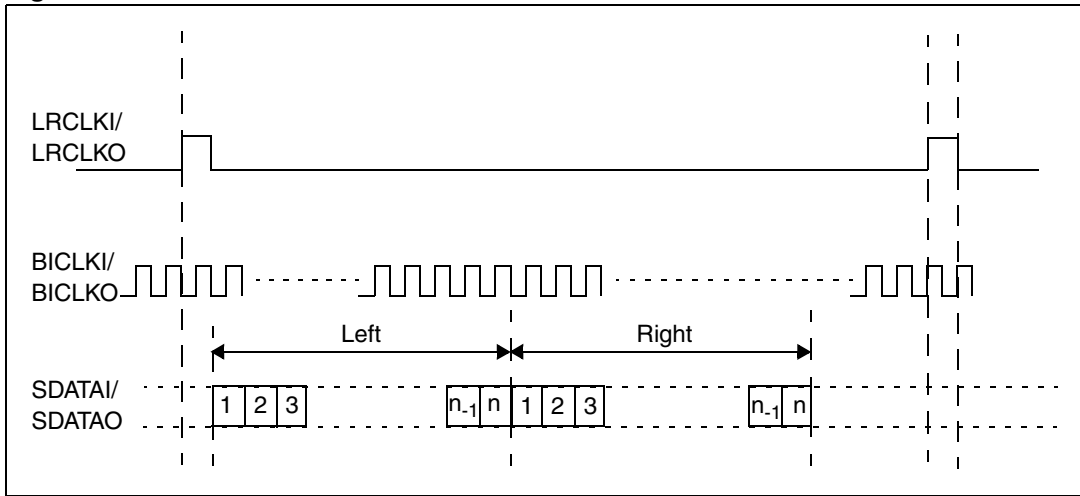 LRCLKI/
LRCLKO
BICLKI/
BICLKO
Left Right
SDATAI/
SDATAO
1 2 3 n-1 n 1 2 3 n-1 n